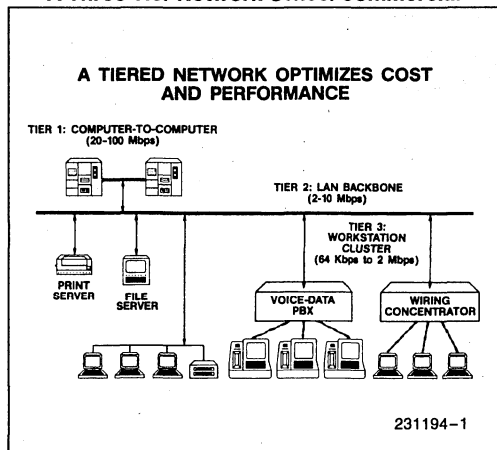 A TIERED NETWORK OPTIMIZES COST
AND PERFORMANCE
TIER 1: COMPUTER-TO-COMPUTER
(20-100 Mbps)
TIER 2: LAN BACKBONE
(2-10 Mbps)
TIER 3:
WORKSTATION
CLUSTER
(64 Kbps to 2 Mbps)
PRINT
SERVER
FILE
SERVER
VOICE-DATA
PBX
WIRING
CONCENTRATOR
231194-1